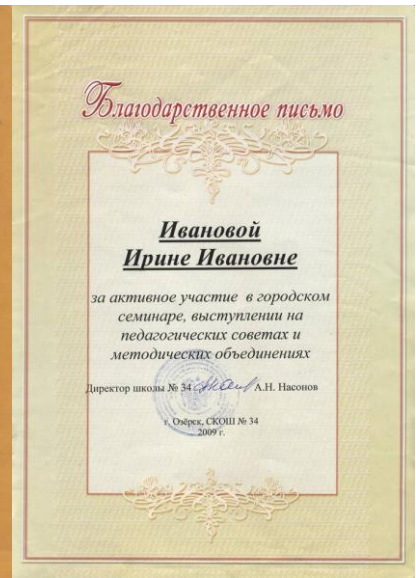 Благодарственное письмо
Ивановой
Ирине Ивановне
за активное участие в городском
семинаре, выступлении на
педагогических советах и
методических объединениях
Директор школы № 34 А.Н. Насонов
г. Озёрск, СКОШ № 34
2009 г.